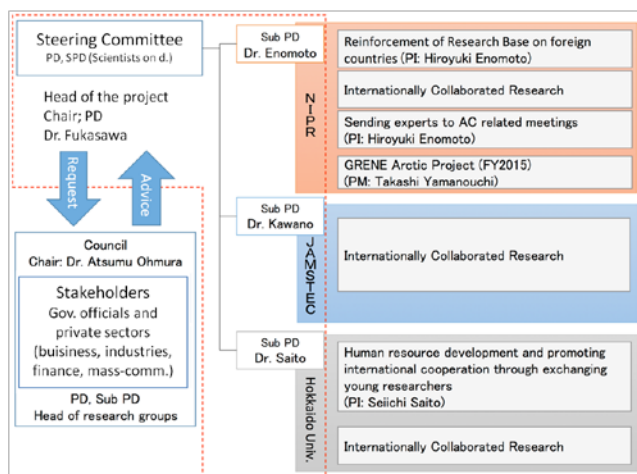 Steering Committee
PD, SPD (Scientists on d.)
Head of the project
Chair; PD
Dr. Fukasawa
Request
Advice
Council
Chair: Dr. Atsumu Ohmura
Stakeholders
Gov. officials and
private sectors
(buisiness, industries,
finance, mass-comm.)
PD, Sub PD
Head of research groups
Sub PD
Dr. Enomoto
NIPR
Reinforcement of Research Base on foreign
countries (PI: Hiroyuki Enomoto)
Internationally Collaborated Research
Sending experts to AC related meetings
(PI: Hiroyuki Enomoto)
GRENE Arctic Project (FY2015)
(PM: Takashi Yamanouchi)
Sub PD
Dr. Kawano
JAMSTEC
Internationally Collaborated Research
Sub PD
Dr. Saito
Hokkaido Univ.
Human resource development and promoting
international cooperation through exchanging
young researchers
(PI: Seiichi Saito)
Internationally Collaborated Research